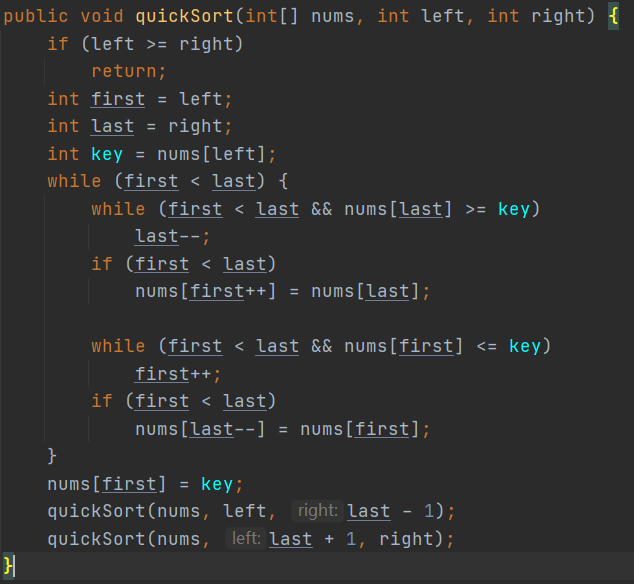 public void quickSort(int[] nums, int left, int right) {
    if (left >= right)
        return;
    int first = left;
    int last = right;
    int key = nums[left];
    while (first < last) {
        while (first < last && nums[last] >= key)
            last--;
        if (first < last)
            nums[first++] = nums[last];

        while (first < last && nums[first] <= key)
            first++;
        if (first < last)
            nums[last--] = nums[first];
    }
    nums[first] = key;
    quickSort(nums, left, right: last - 1);
    quickSort(nums, left: last + 1, right);
}